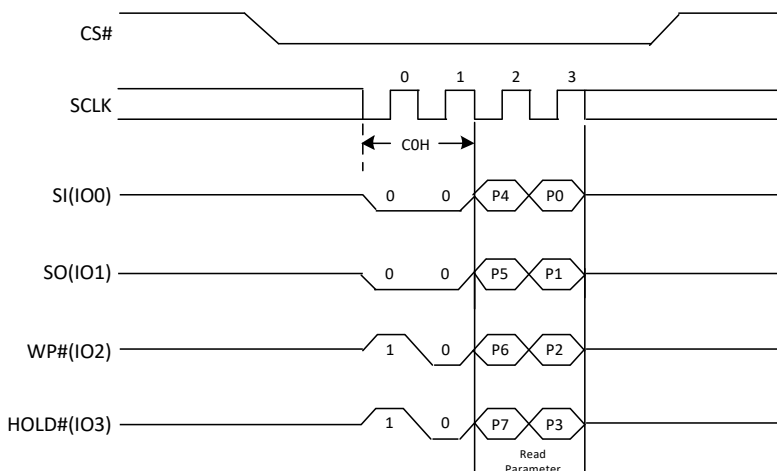 CS#
0 1 2 3
SCLK
C0H
SI(IO0) 0 0 P4 P0
SO(IO1) 0 0 P5 P1
WP#(IO2) 1 0 P6 P2
HOLD#(IO3) 1 0 P7 P3
Read
Parameter